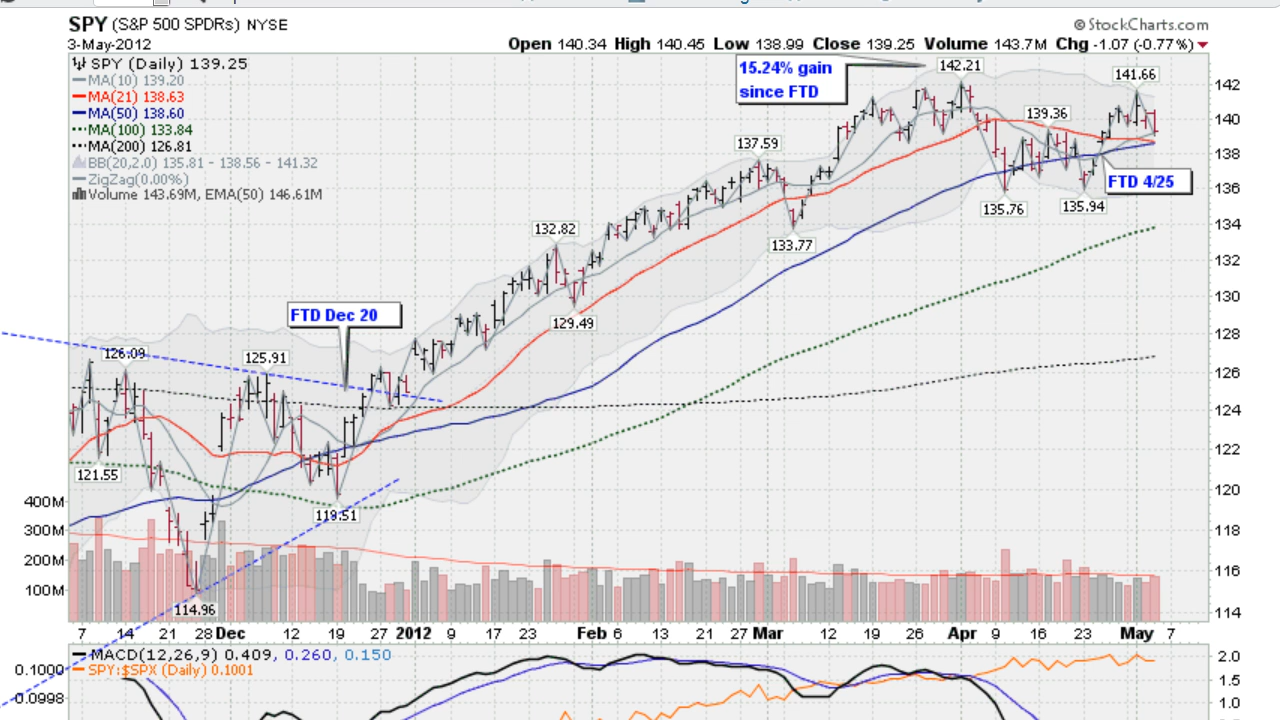 SPY (S&P 500 SPDRs) NYSE
© StockCharts.com
3-May-2012
Open 140.34 High 140.45 Low 138.99 Close 139.25 Volume 143.7M Chg -1.07 (-0.77%)
SPY (Daily) 139.25
MA(10) 139.20
MA(21) 138.63
MA(50) 138.60
MA(100) 133.84
MA(200) 126.81
BB(20,2.0) 135.81 - 138.56 - 141.32
ZigZag(0.00%)
Volume 143.69M, EMA(50) 146.61M
15.24% gain
since FTD
142.21
141.66
139.36
137.59
FTD 4/25
135.76
135.94
133.77
132.82
129.49
FTD Dec 20
126.09
125.91
121.55
119.51
114.96
142
140
138
136
134
132
130
128
126
124
122
120
118
116
114
400M
300M
200M
100M
7 14 21 28 Dec 12 19 27 2012 9 17 23 Feb 6 13 21 27 Mar 12 19 26 Apr 9 16 23 May 7
MACD(12,26,9) 0.409, 0.260, 0.150
SPY:$SPX (Daily) 0.1001
0.1000
0.0998
2.0
1.5
1.0